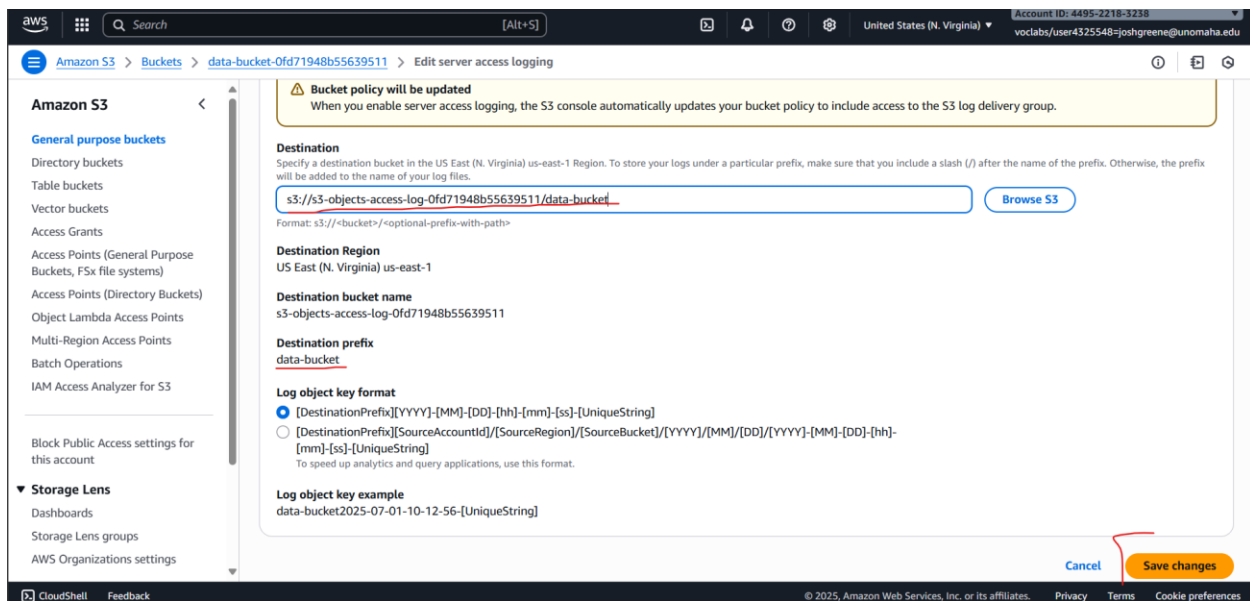 aws
Search
[Alt+S]
United States (N. Virginia) ▼
Account ID: 4495-2218-3238
voclabs/user4325548=joshgreene@unomaha.edu
Amazon S3 > Buckets > data-bucket-0fd71948b55639511 > Edit server access logging
Amazon S3
General purpose buckets
Directory buckets
Table buckets
Vector buckets
Access Grants
Access Points (General Purpose
Buckets, FSx file systems)
Access Points (Directory Buckets)
Object Lambda Access Points
Multi-Region Access Points
Batch Operations
IAM Access Analyzer for S3
Block Public Access settings for
this account
▼ Storage Lens
Dashboards
Storage Lens groups
AWS Organizations settings
Bucket policy will be updated
When you enable server access logging, the S3 console automatically updates your bucket policy to include access to the S3 log delivery group.
Destination
Specify a destination bucket in the US East (N. Virginia) us-east-1 Region. To store your logs under a particular prefix, make sure that you include a slash (/) after the name of the prefix. Otherwise, the prefix
will be added to the name of your log files.
s3://s3-objects-access-log-0fd71948b55639511/data-bucket
Browse S3
Format: s3://<bucket>/<optional-prefix-with-path>
Destination Region
US East (N. Virginia) us-east-1
Destination bucket name
s3-objects-access-log-0fd71948b55639511
Destination prefix
data-bucket
Log object key format
[DestinationPrefix][YYYY]-[MM]-[DD]-[hh]-[mm]-[ss]-[UniqueString]
[DestinationPrefix][SourceAccountId]/[SourceRegion]/[SourceBucket]/[YYYY]/[MM]/[DD]/[YYYY]-[MM]-[DD]-[hh]-
[mm]-[ss]-[UniqueString]
To speed up analytics and query applications, use this format.
Log object key example
data-bucket2025-07-01-10-12-56-[UniqueString]
Cancel
Save changes
CloudShell
Feedback
© 2025, Amazon Web Services, Inc. or its affiliates.
Privacy
Terms
Cookie preferences